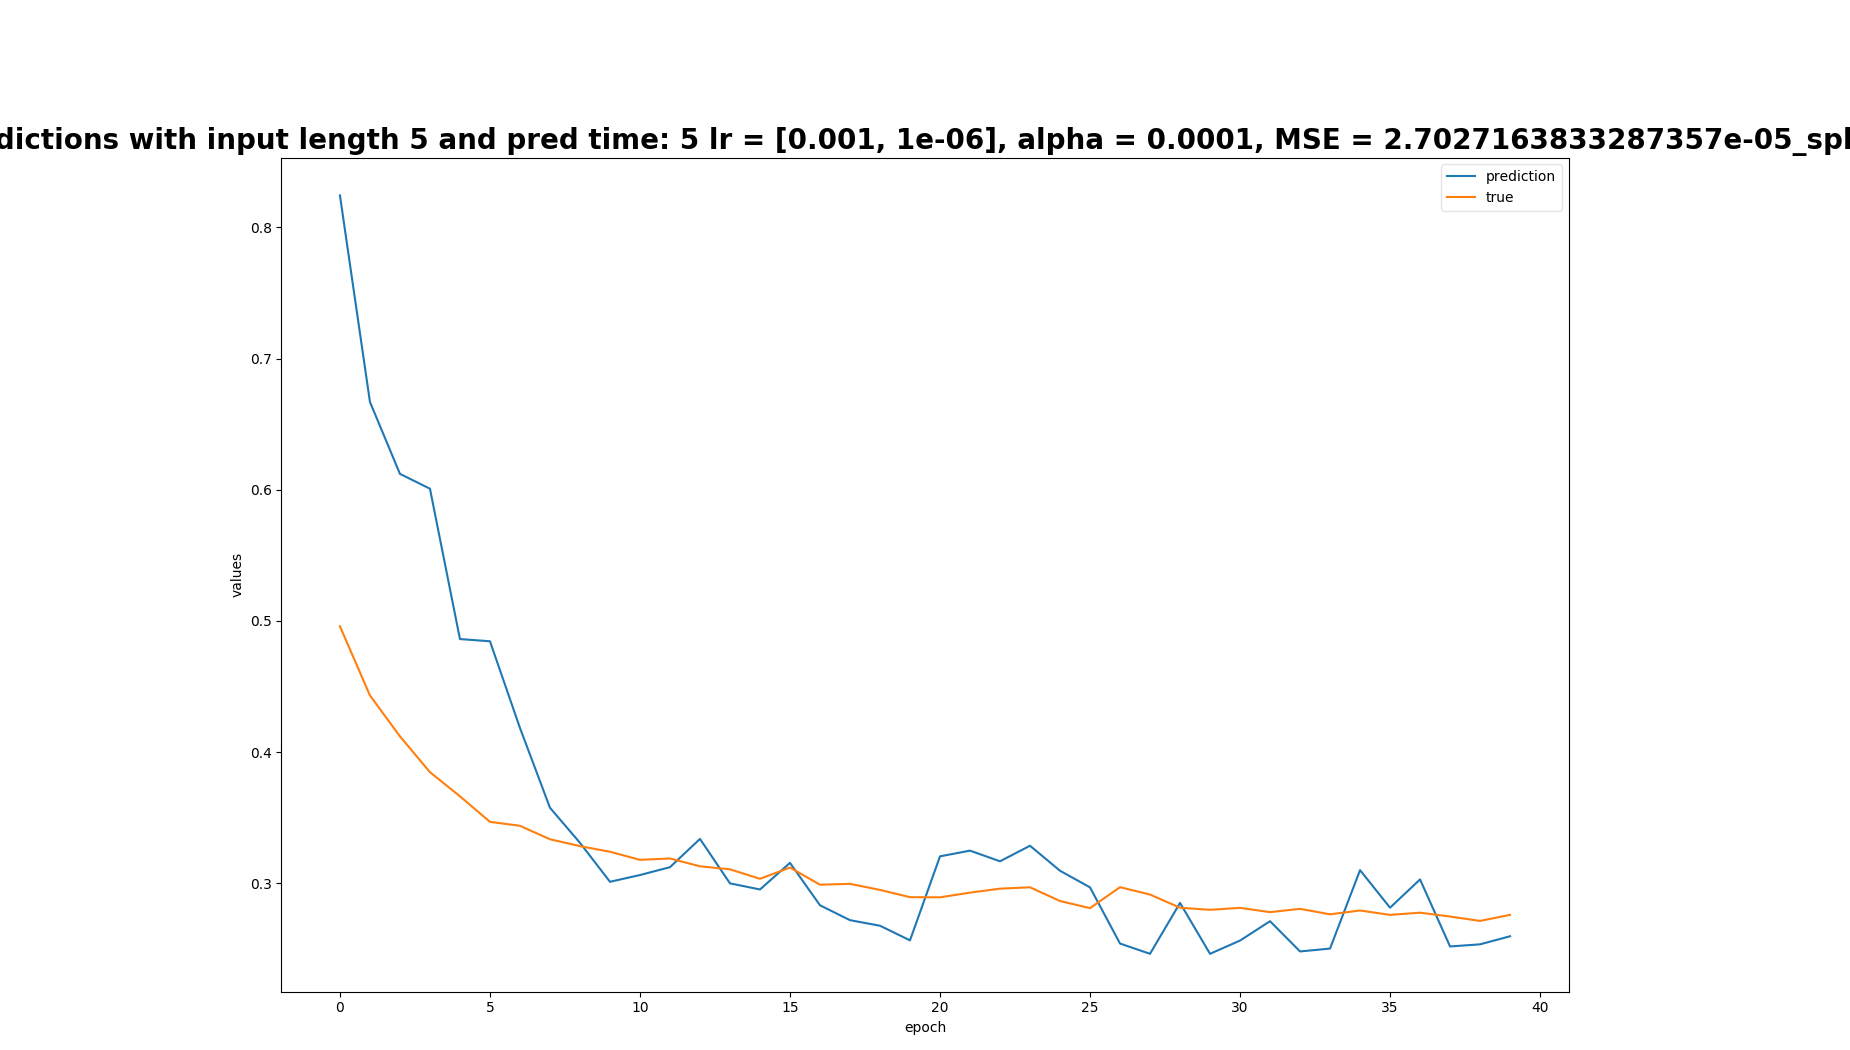 dictions with input length 5 and pred time: 5 lr = [0.001, 1e-06], alpha = 0.0001, MSE = 2.7027163833287357e-05_spl
prediction
true
0.8
0.7
0.6
0.5
0.4
0.3
values
0 5 10 15 20 25 30 35 40
epoch